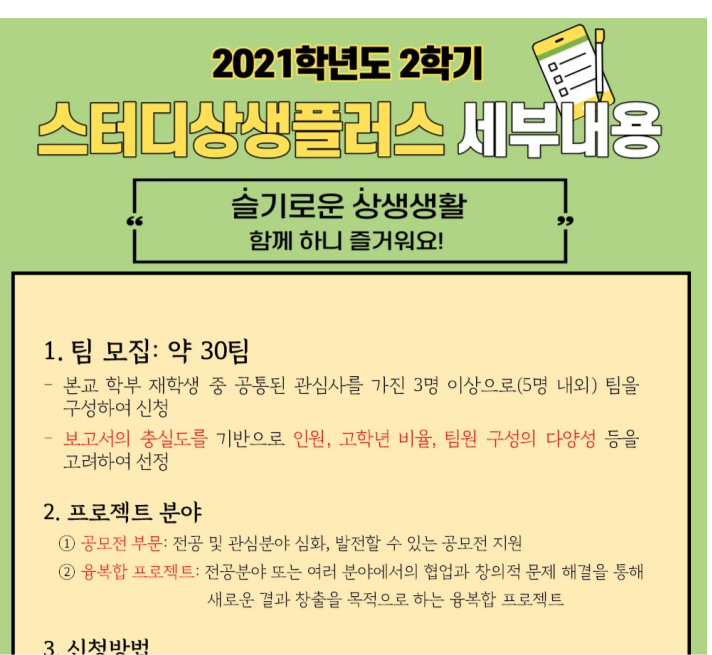 2021학년도 2학기
스터디상생플러스 세부내용
“ 슬기로운 상생생활 ”
함께 하니 즐거워요!
1. 팀 모집: 약 30팀
- 본교 학부 재학생 중 공통된 관심사를 가진 3명 이상으로(5명 내외) 팀을
구성하여 신청
- 보고서의 충실도를 기반으로 인원, 고학년 비율, 팀원 구성의 다양성 등을
고려하여 선정
2. 프로젝트 분야
① 공모전 부문: 전공 및 관심분야 심화, 발전할 수 있는 공모전 지원
② 융복합 프로젝트: 전공분야 또는 여러 분야에서의 협업과 창의적 문제 해결을 통해
새로운 결과 창출을 목적으로 하는 융복합 프로젝트
3. 신청방법